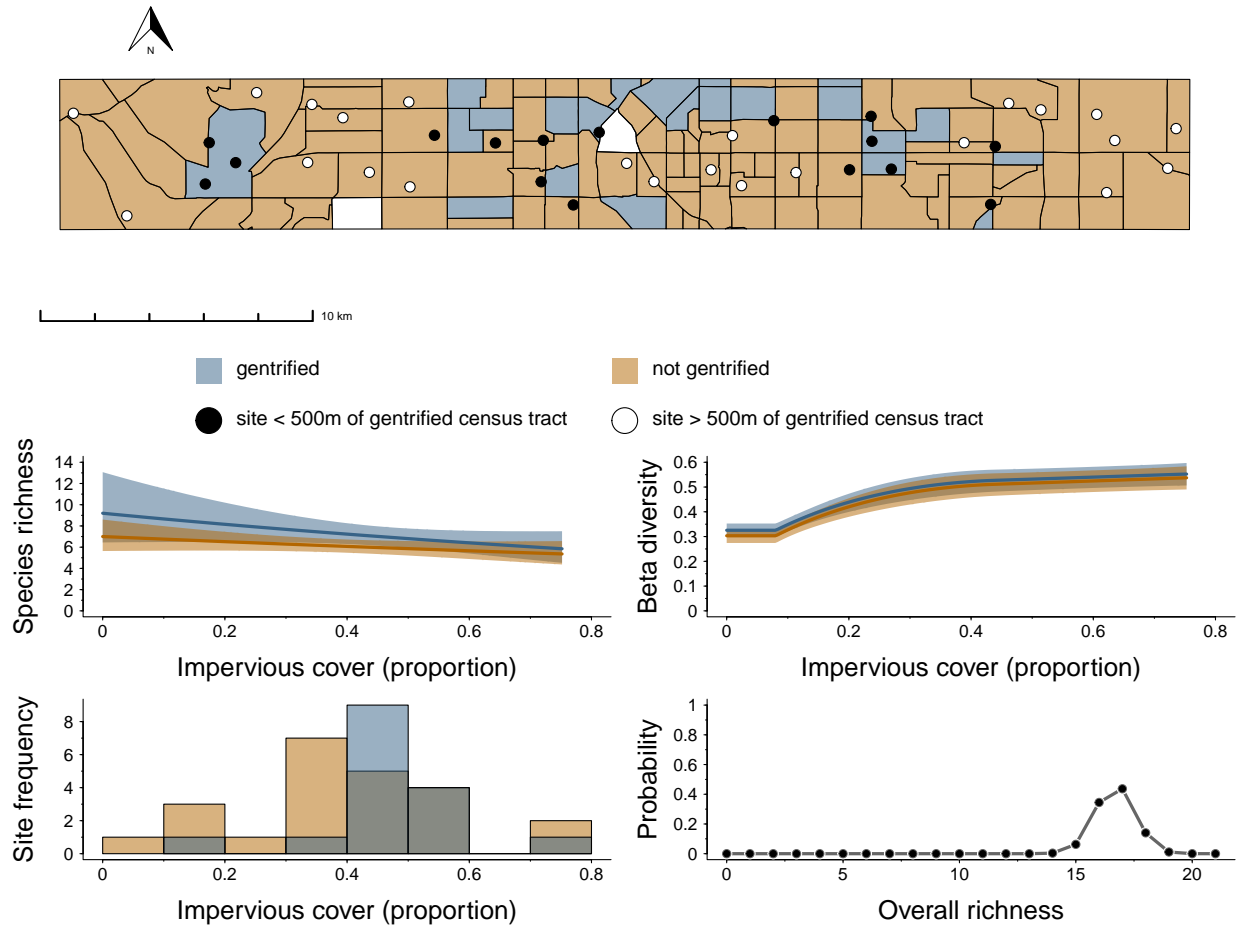 N
10 km
gentrified
not gentrified
site < 500m of gentrified census tract
site > 500m of gentrified census tract
Species richness
14
12
10
8
6
4
2
0
0 0.2 0.4 0.6 0.8
Impervious cover (proportion)
Beta diversity
0.6
0.5
0.4
0.3
0.2
0.1
0
0 0.2 0.4 0.6 0.8
Impervious cover (proportion)
Site frequency
8
6
4
2
0
0 0.2 0.4 0.6 0.8
Impervious cover (proportion)
Probability
1
0.8
0.6
0.4
0.2
0
0 5 10 15 20
Overall richness